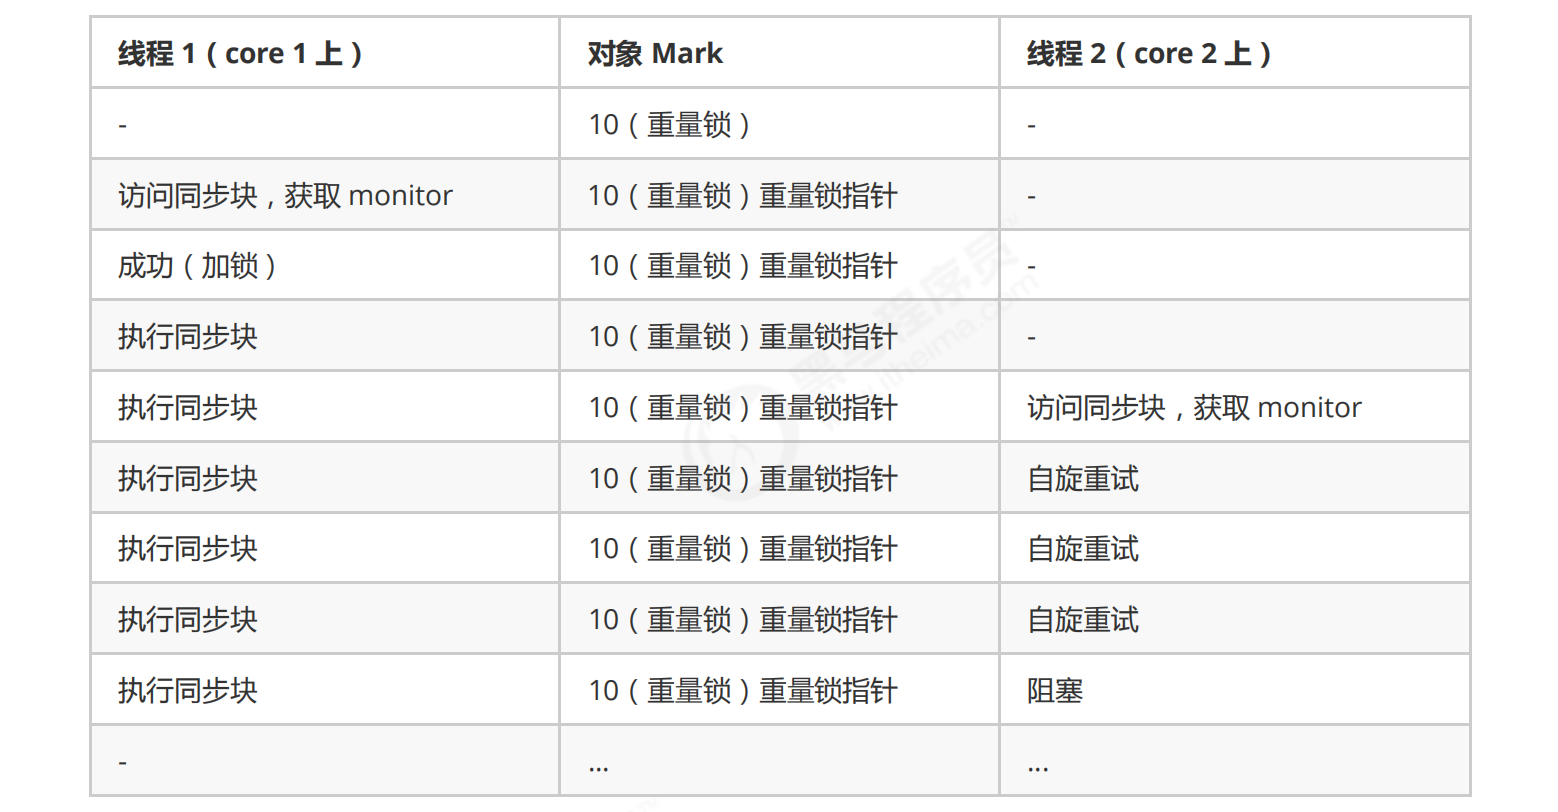 线程 1（core 1 上） 对象 Mark 线程 2（core 2 上）
- 10（重量锁） -
访问同步块，获取 monitor 10（重量锁）重量锁指针 -
成功（加锁） 10（重量锁）重量锁指针 -
执行同步块 10（重量锁）重量锁指针 -
执行同步块 10（重量锁）重量锁指针 访问同步块，获取 monitor
执行同步块 10（重量锁）重量锁指针 自旋重试
执行同步块 10（重量锁）重量锁指针 自旋重试
执行同步块 10（重量锁）重量锁指针 自旋重试
执行同步块 10（重量锁）重量锁指针 阻塞
- ... ...
黑马程序员